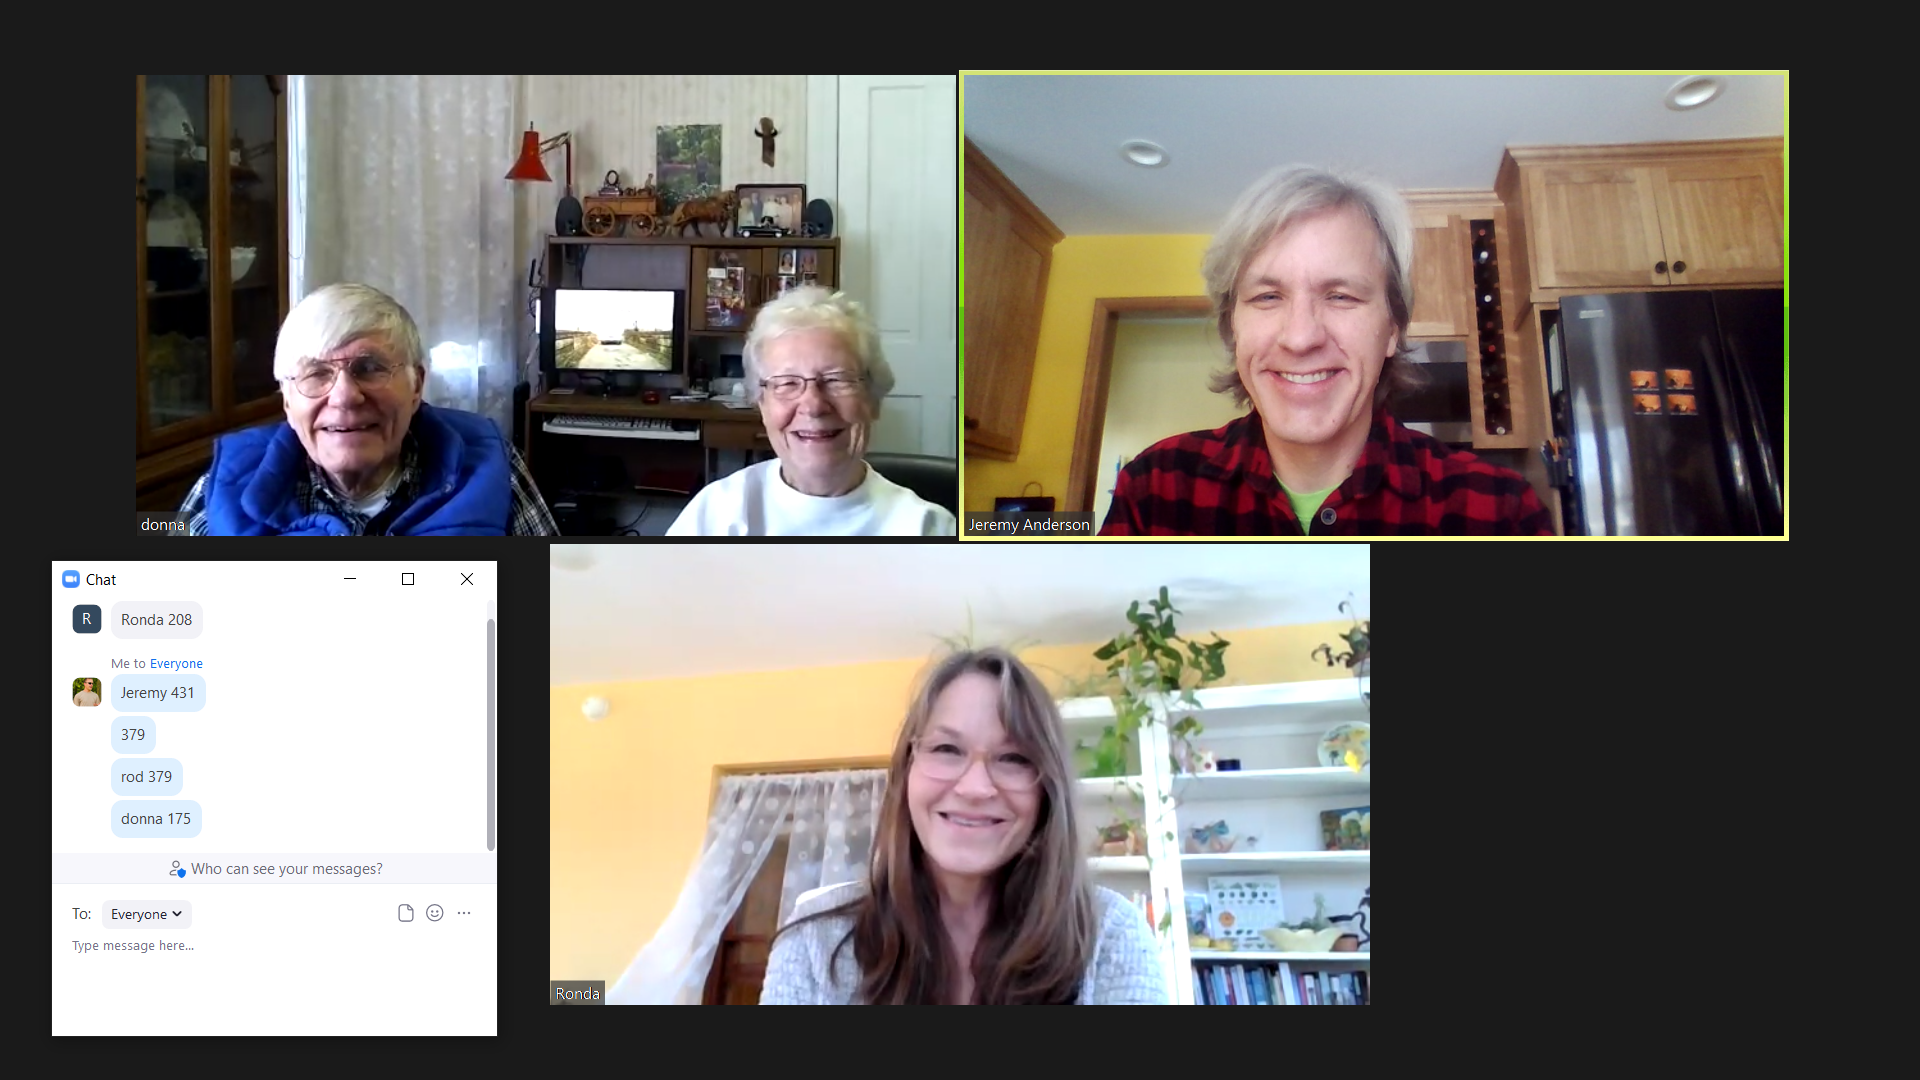 donna
Jeremy Anderson
Chat
R
Ronda 208
Me to Everyone
Jeremy 431
379
rod 379
donna 175
Who can see your messages?
To: Everyone
Type message here...
Ronda